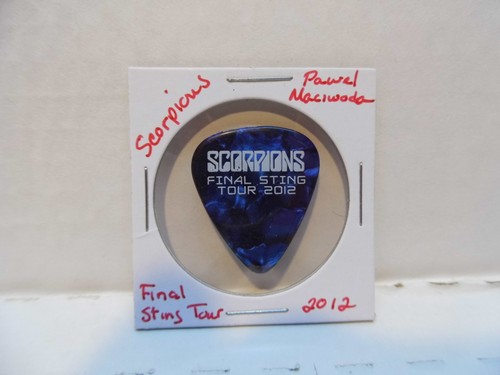 Scorpions
Pawel
Maciwoda
SCORPIONS
FINAL STING
TOUR 2012
Final
Sting Tour
2012